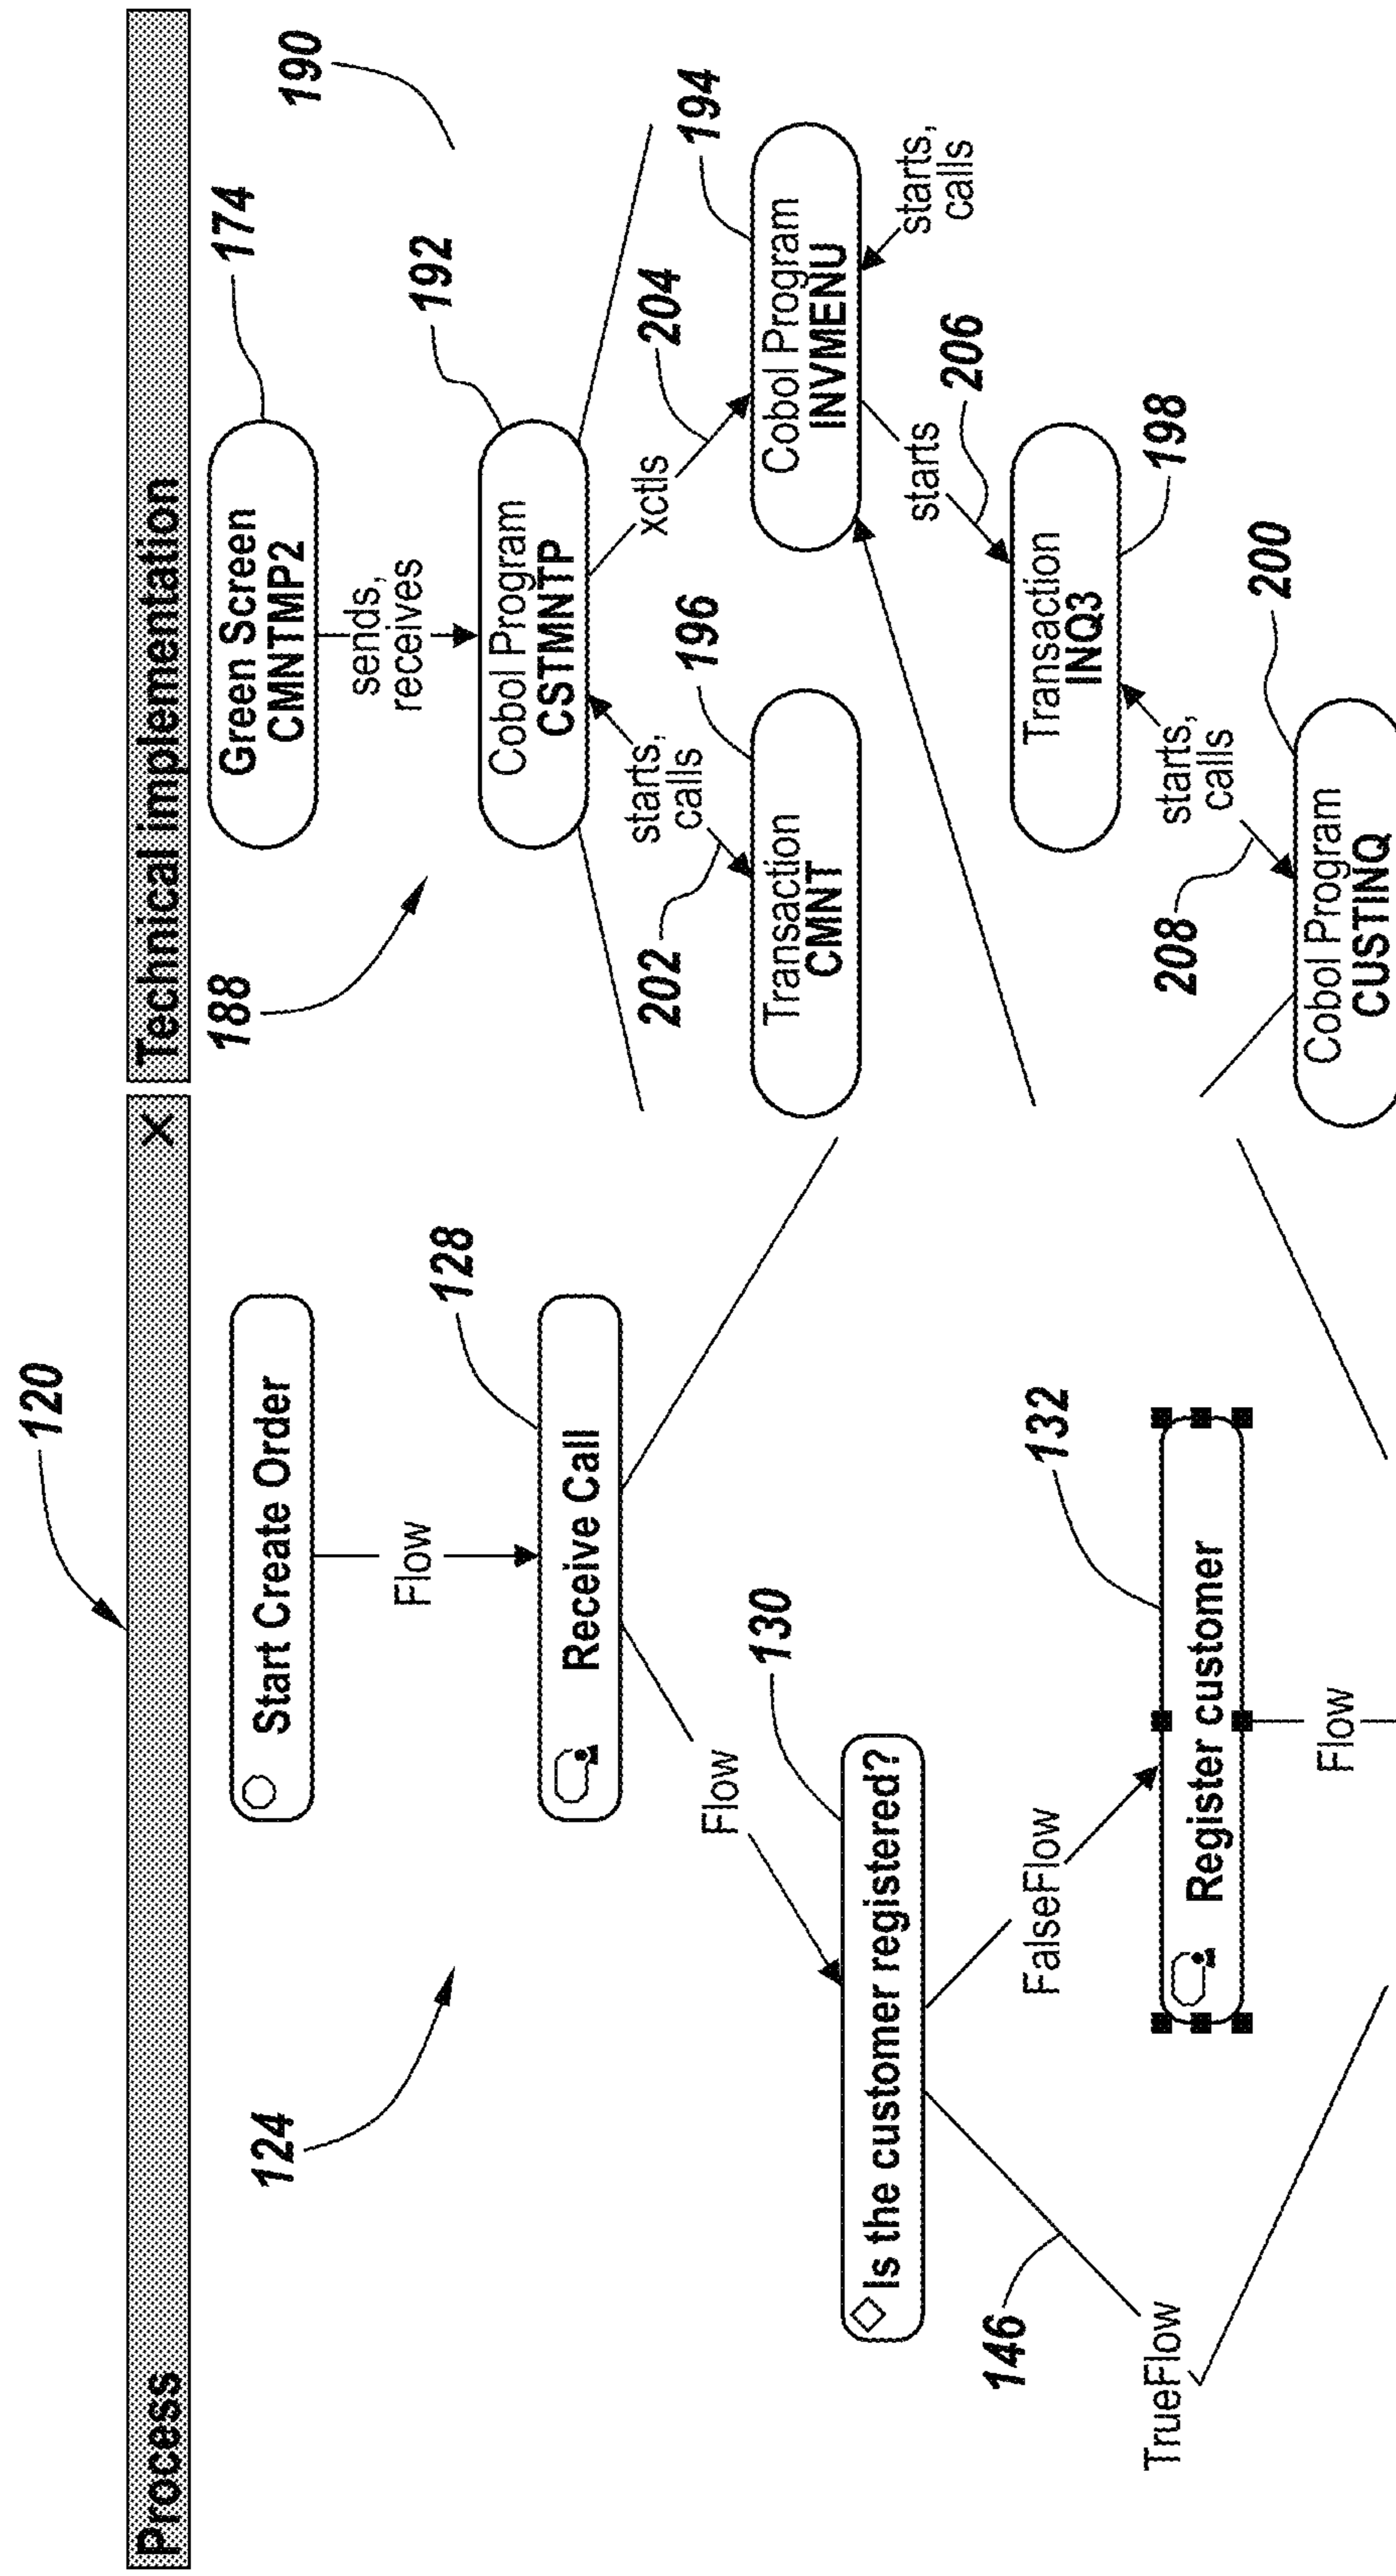 120
Process X
Technical implementation
124
Start Create Order
Flow
128
Receive Call
Flow
130
Is the customer registered?
146
TrueFlow
FalseFlow
132
Register customer
Flow
188
190
174
Green Screen
CMNTMP2
sends,
receives
192
Cobol Program
CSTMNTP
202
starts,
calls
204
xctls
196
Transaction
CMNT
194
Cobol Program
INVMENU
starts,
calls
206
starts
198
Transaction
INQ3
208
starts,
calls
200
Cobol Program
CUSTINQ